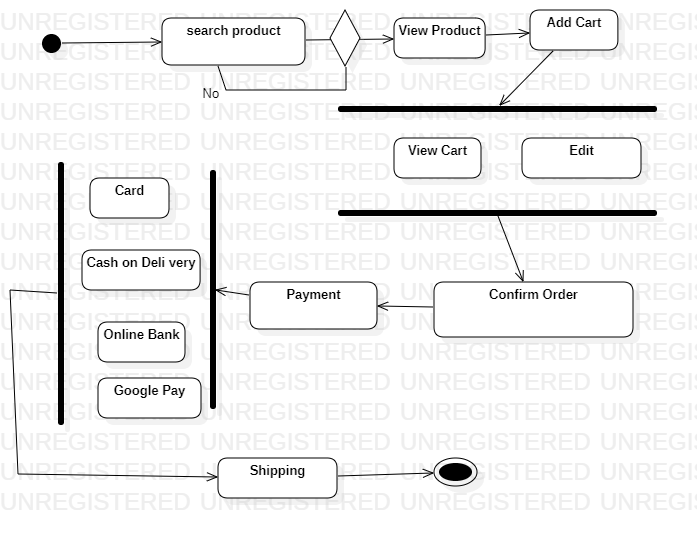 search product
View Product
Add Cart
No
View Cart
Edit
Card
Cash on Deli very
Payment
Confirm Order
Online Bank
Google Pay
Shipping
UNREGISTERED